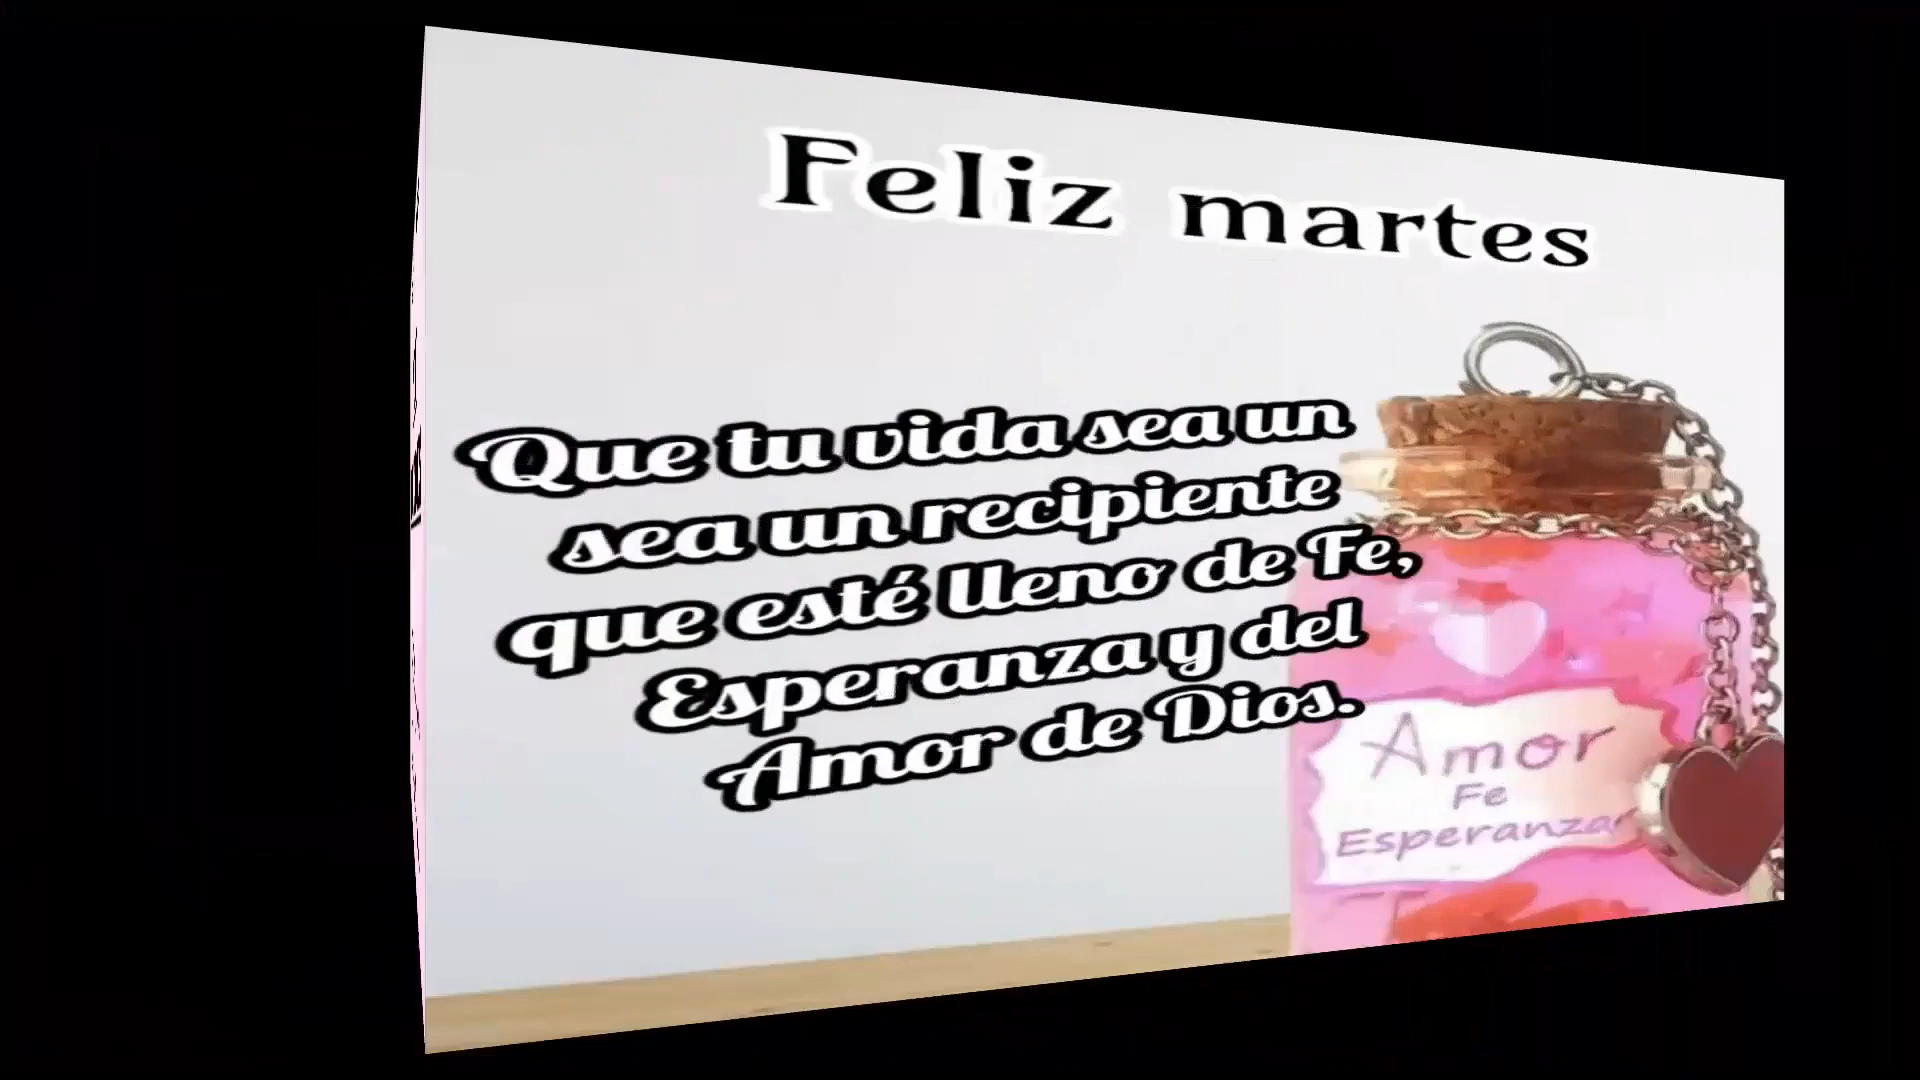 Feliz martes
Que tu vida sea un
sea un recipiente
que esté lleno de Fe,
Esperanza y del
Amor de Dios.
Amor
Fe
Esperanza